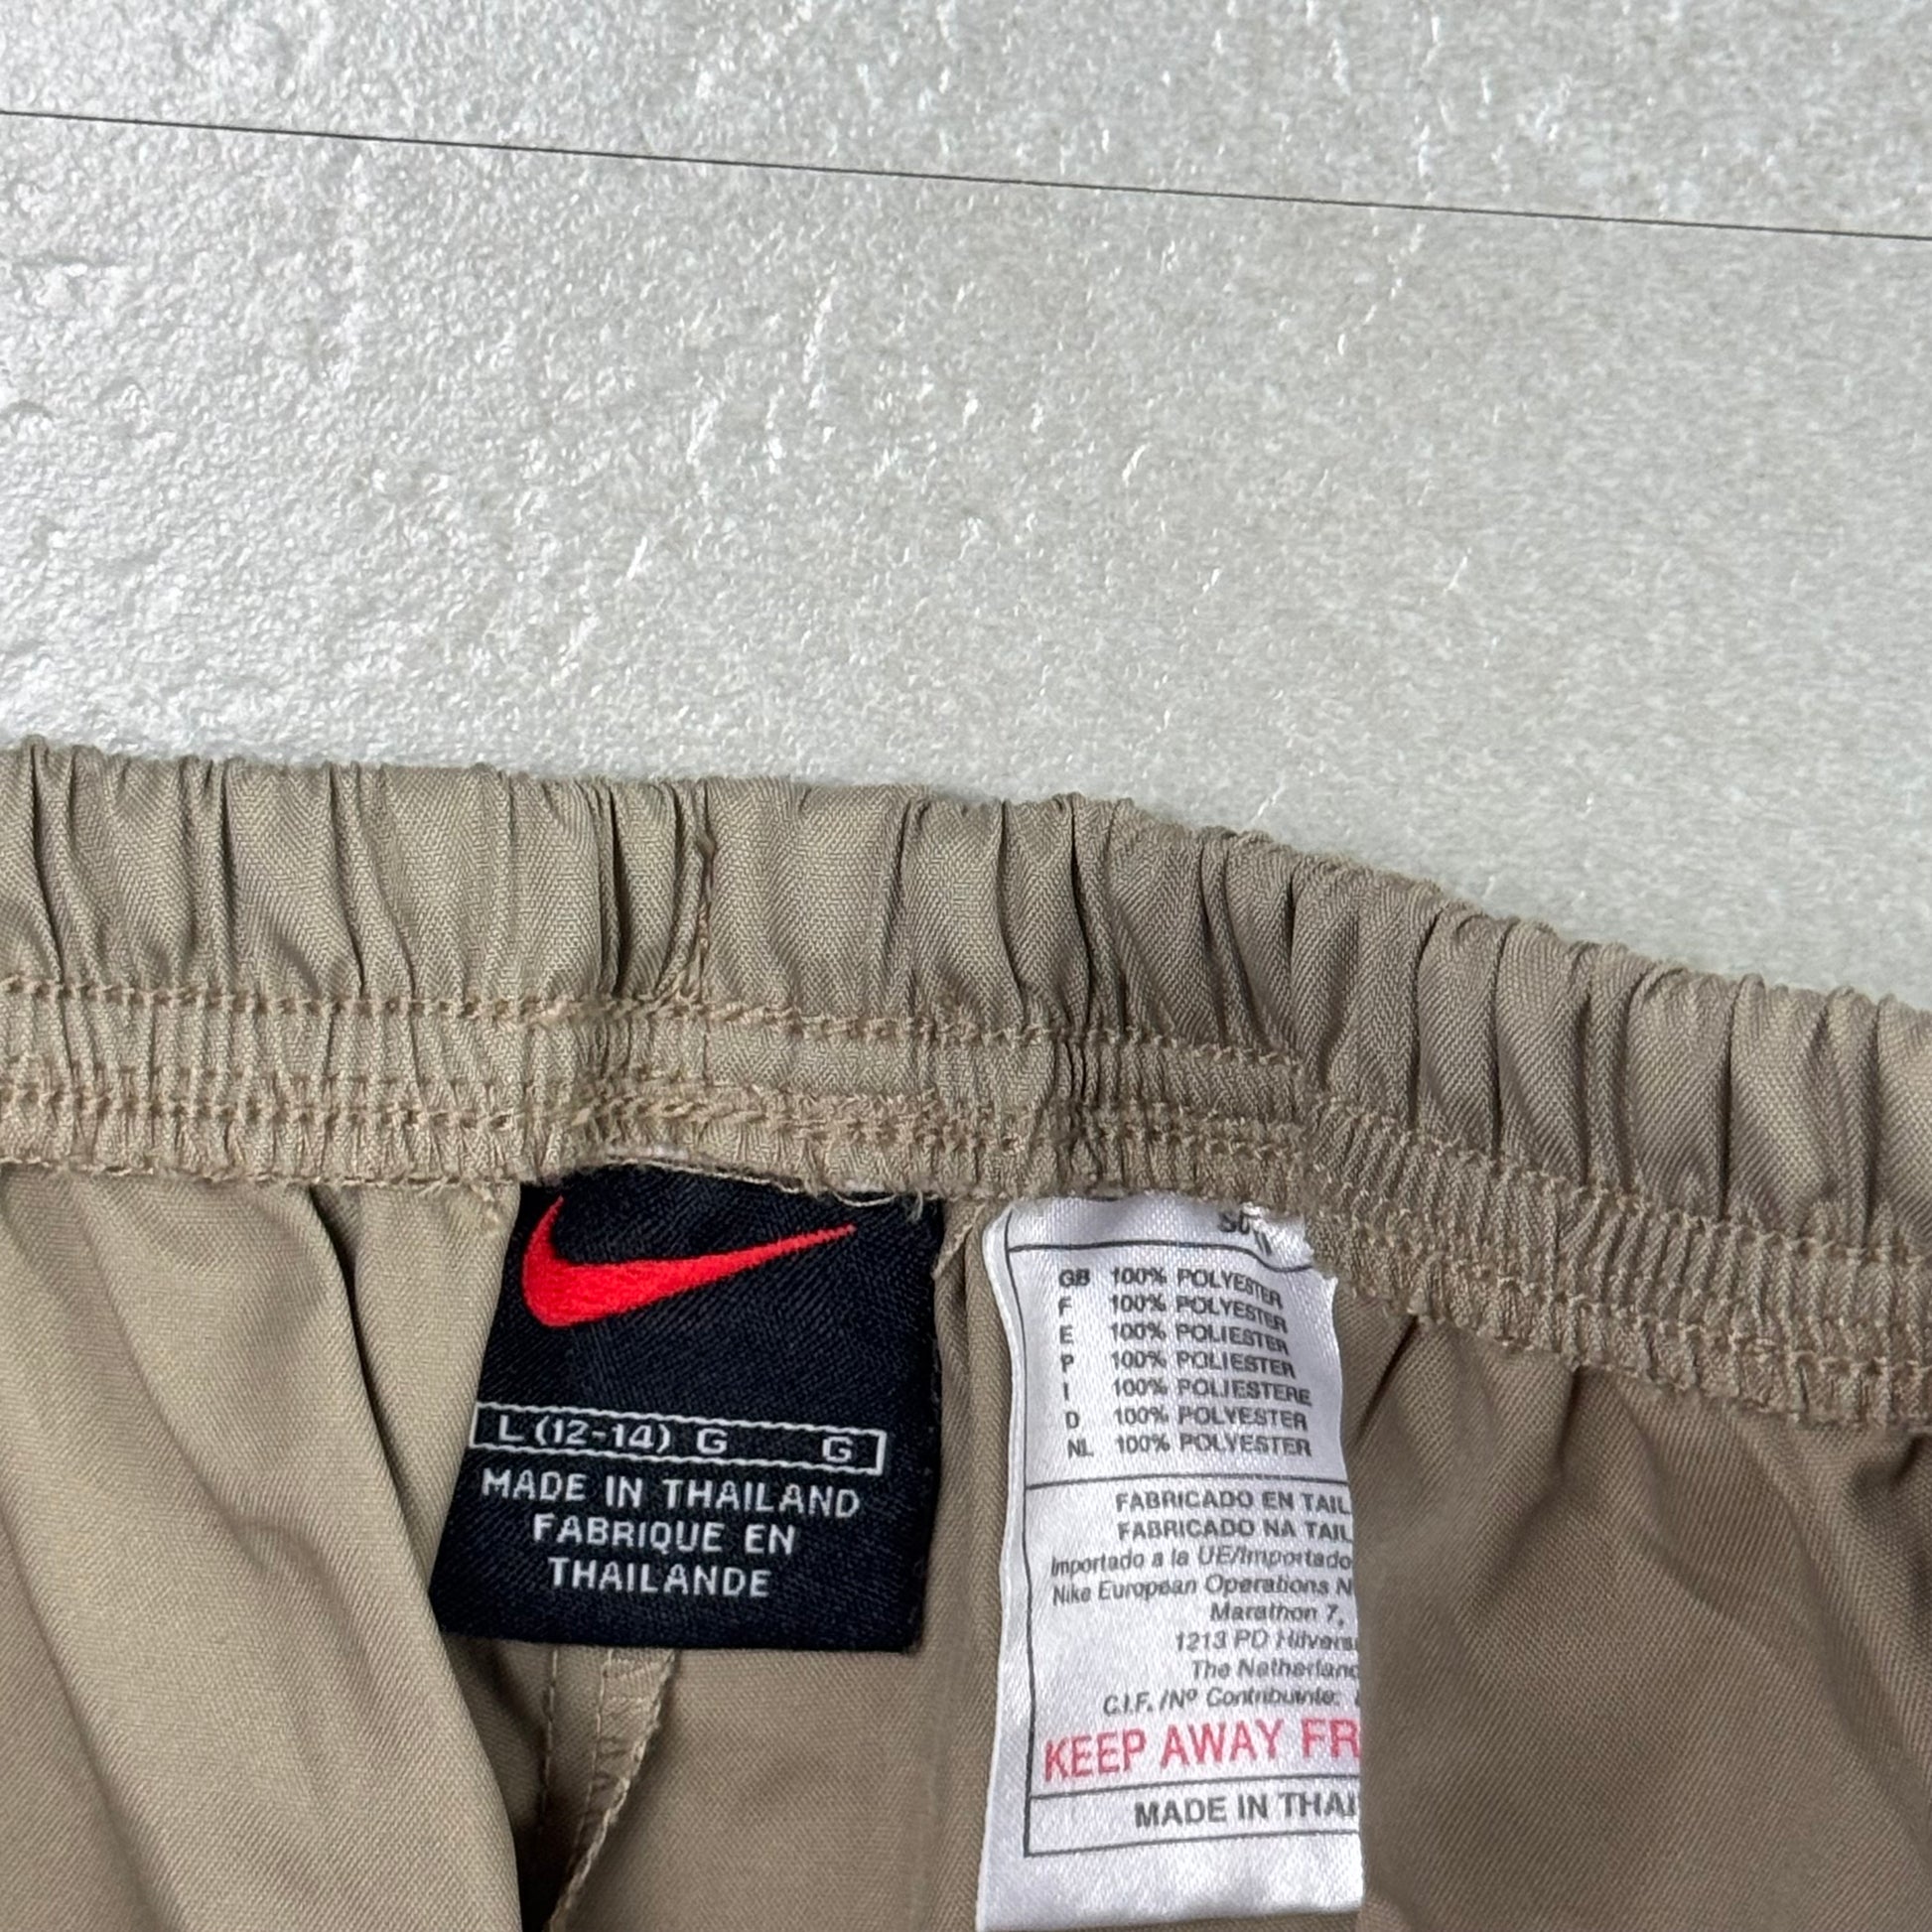 L (12-14) G G
MADE IN THAILAND
FABRIQUE EN
THAILANDE
GB 100% POLYESTER
F 100% POLYESTER
E 100% POLIESTER
P 100% POLIESTER
I 100% POLIESTERE
D 100% POLYESTER
NL 100% POLYESTER
FABRICADO EN TAIL
FABRICADO NA TAIL
Importado a la UE/Importado
Nike European Operations N
Marathon 7,
1213 PD Hilvers
The Netherland
C.I.F. /Nº Contribuinte:
KEEP AWAY FR
MADE IN THAI